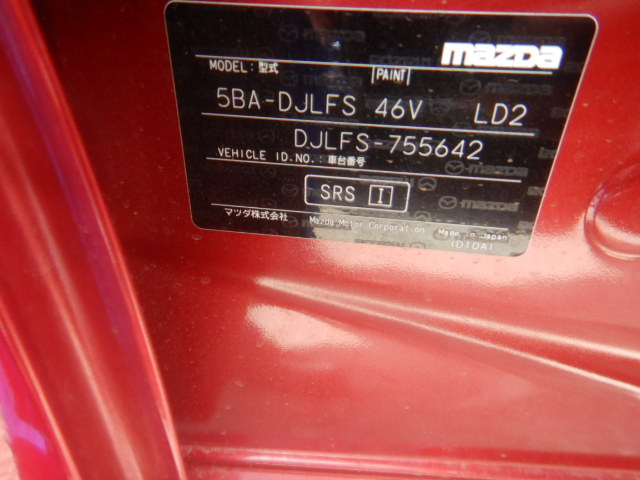 mazda
MODEL: 型式 PAINT
5BA-DJLFS 46V LD2
DJLFS-755642
VEHICLE ID.NO.: 車台番号
SRS I
マツダ株式会社 Mazda Motor Corporation Made in Japan
(D10A)